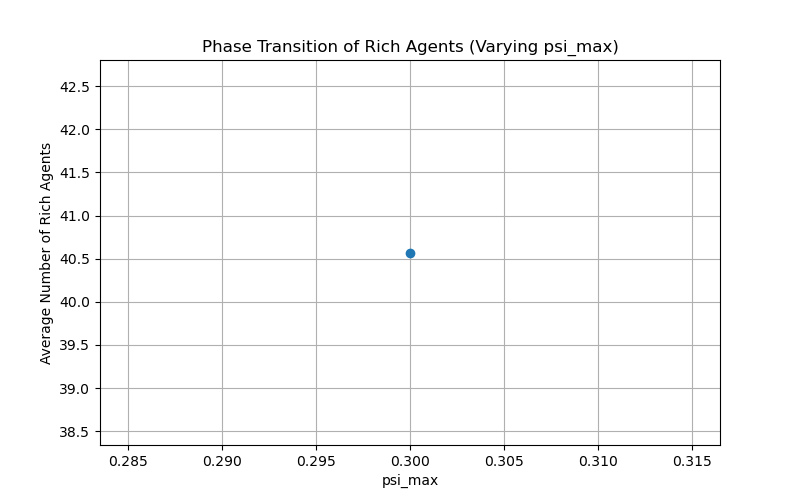 Phase Transition of Rich Agents (Varying psi_max)
Average Number of Rich Agents
42.5
42.0
41.5
41.0
40.5
40.0
39.5
39.0
38.5
0.285 0.290 0.295 0.300 0.305 0.310 0.315
psi_max